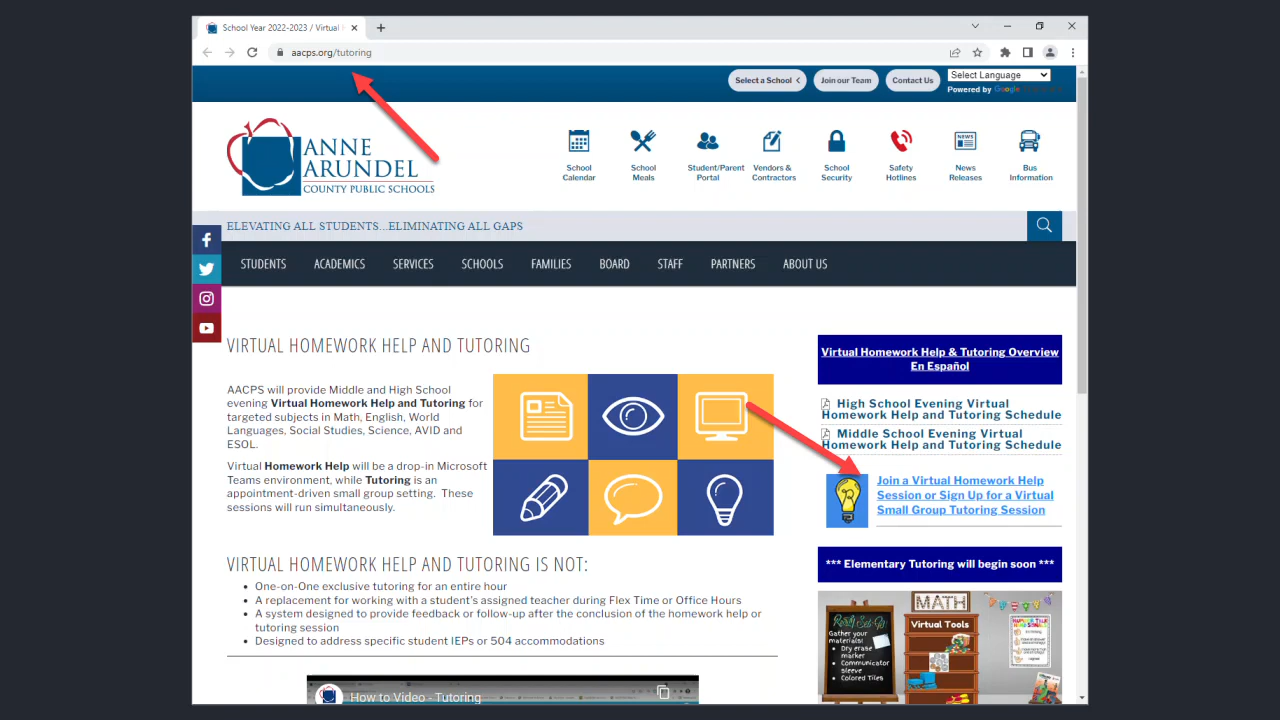 School Year 2022-2023 / Virtual
aacps.org/tutoring
Select a School
Join our Team
Contact Us
Select Language
Powered by Google
ANNE
ARUNDEL
COUNTY PUBLIC SCHOOLS
School
Calendar
School
Meals
Student/Parent
Portal
Vendors &
Contractors
School
Security
Safety
Hotlines
NEWS
News
Releases
Bus
Information
ELEVATING ALL STUDENTS...ELIMINATING ALL GAPS
STUDENTS ACADEMICS SERVICES SCHOOLS FAMILIES BOARD STAFF PARTNERS ABOUT US
VIRTUAL HOMEWORK HELP AND TUTORING
AACPS will provide Middle and High School
evening Virtual Homework Help and Tutoring for
targeted subjects in Math, English, World
Languages, Social Studies, Science, AVID and
ESOL.
Virtual Homework Help will be a drop-in Microsoft
Teams environment, while Tutoring is an
appointment-driven small group setting. These
sessions will run simultaneously.
VIRTUAL HOMEWORK HELP AND TUTORING IS NOT:
• One-on-One exclusive tutoring for an entire hour
• A replacement for working with a student's assigned teacher during Flex Time or Office Hours
• A system designed to provide feedback or follow-up after the conclusion of the homework help or
tutoring session
• Designed to address specific student IEPs or 504 accommodations
How to Video - Tutoring
Virtual Homework Help & Tutoring Overview
En Español
High School Evening Virtual
Homework Help and Tutoring Schedule
Middle School Evening Virtual
Homework Help and Tutoring Schedule
Join a Virtual Homework Help
Session or Sign Up for a Virtual
Small Group Tutoring Session
*** Elementary Tutoring will begin soon ***
Gather your
materials!
• Dry erase
marker
• Communicator
sleeve
• Colored Tiles
MATH
Virtual Tools